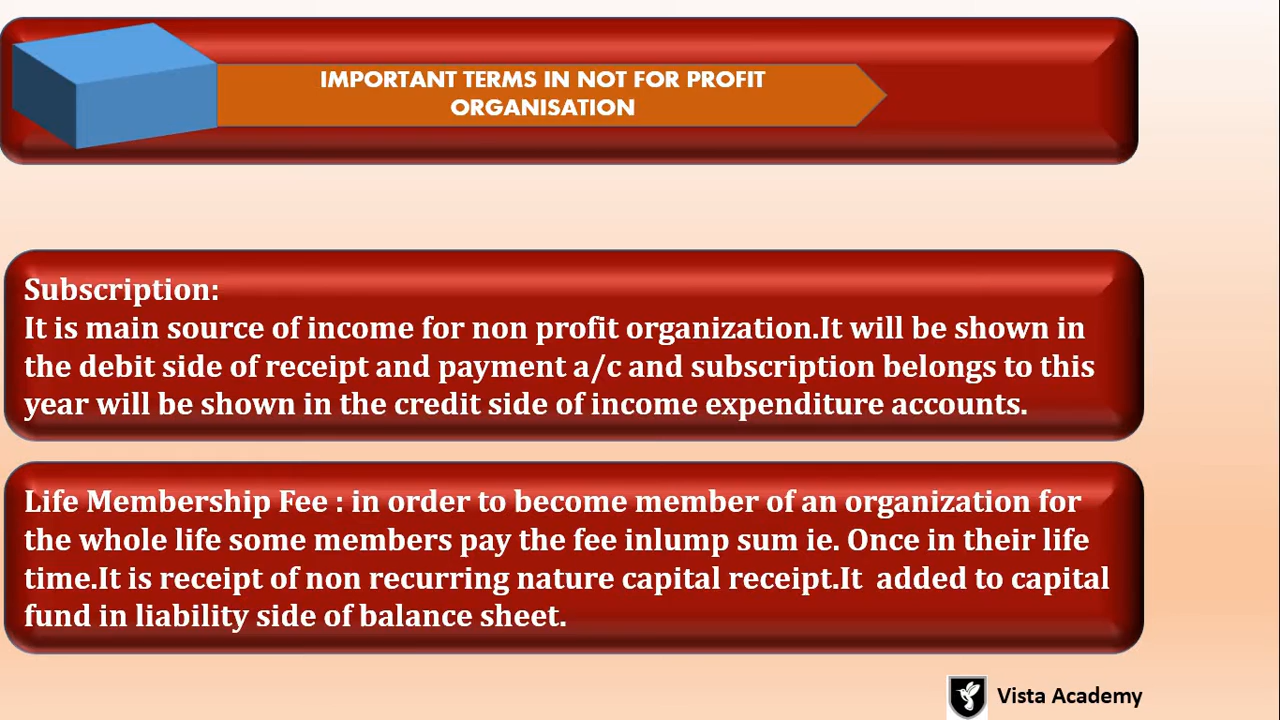 IMPORTANT TERMS IN NOT FOR PROFIT
ORGANISATION
Subscription:
It is main source of income for non profit organization.It will be shown in
the debit side of receipt and payment a/c and subscription belongs to this
year will be shown in the credit side of income expenditure accounts.
Life Membership Fee : in order to become member of an organization for
the whole life some members pay the fee inlump sum ie. Once in their life
time.It is receipt of non recurring nature capital receipt.It  added to capital
fund in liability side of balance sheet.
Vista Academy